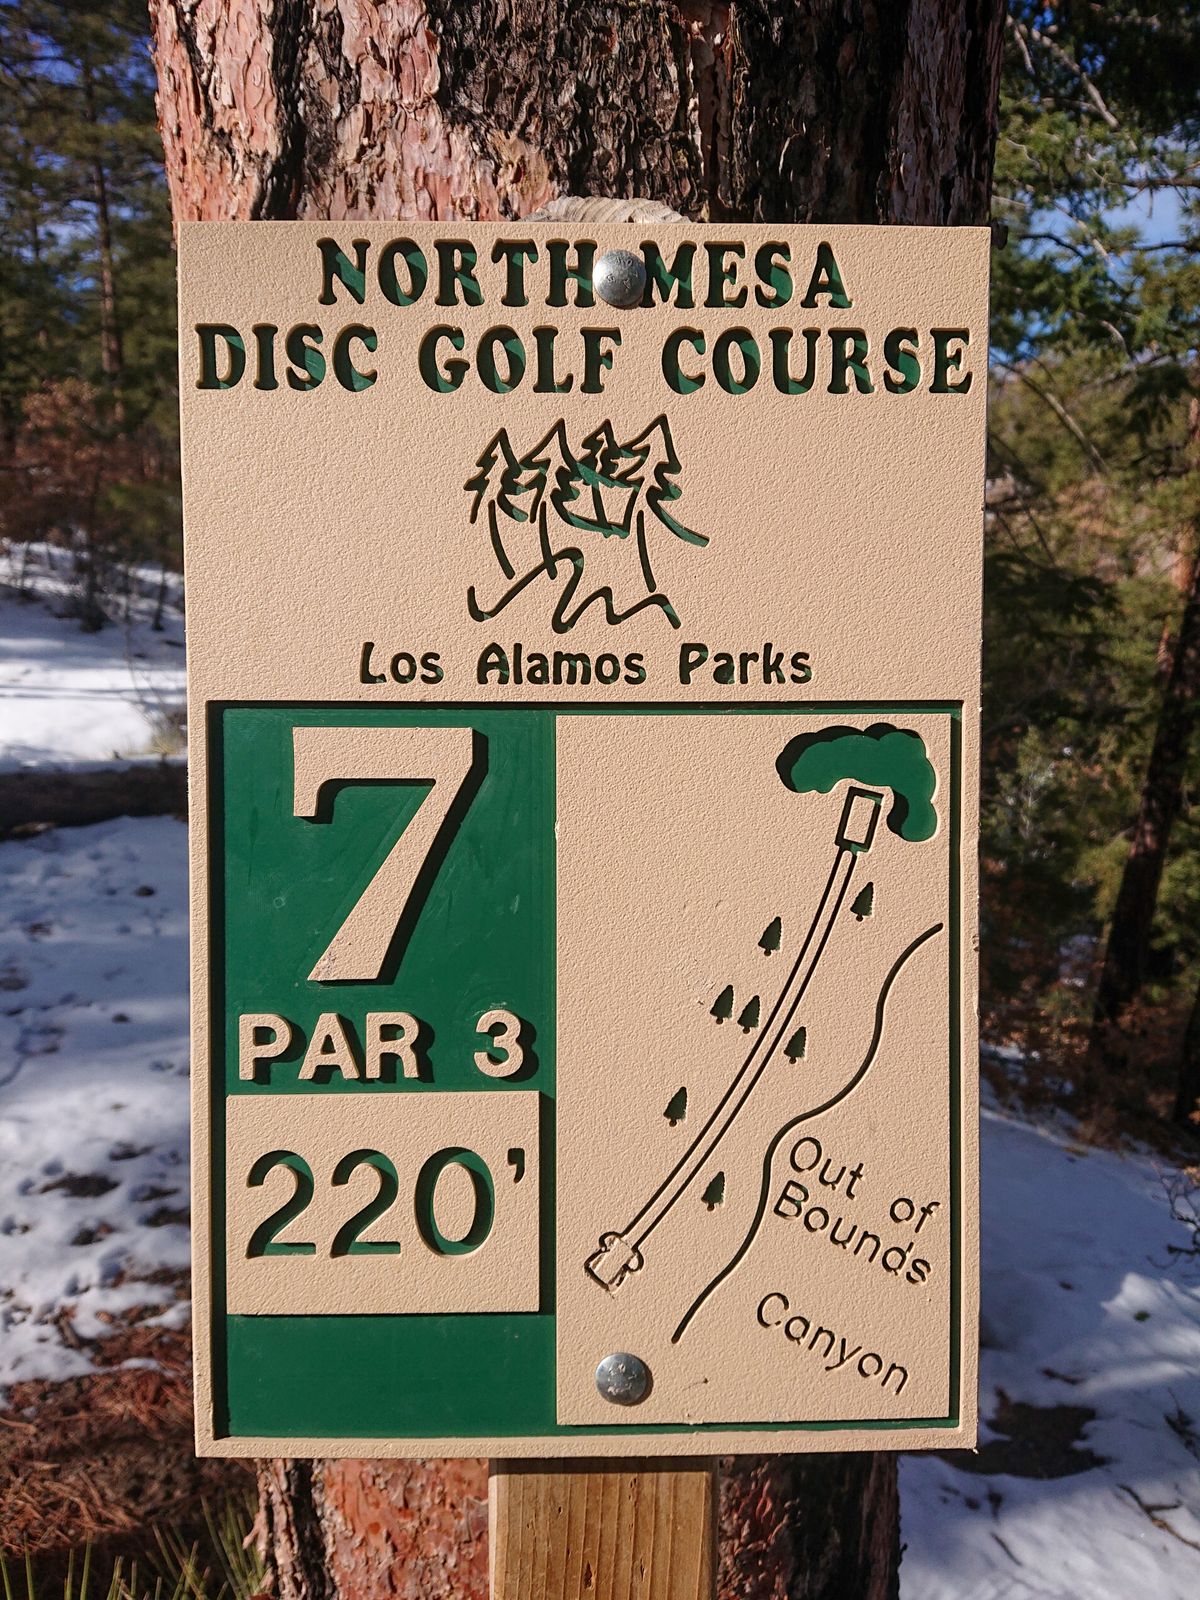 NORTH MESA
DISC GOLF COURSE
Los Alamos Parks
7
PAR 3
220'
Out of
Bounds
Canyon